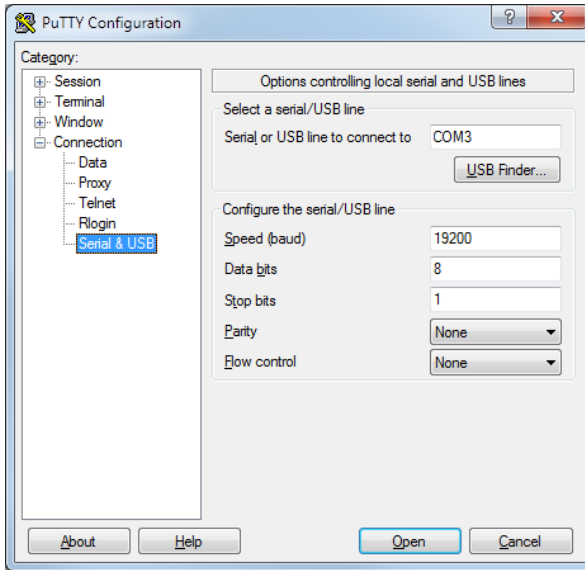 PuTTY Configuration
Category:
Session
Terminal
Window
Connection
Data
Proxy
Telnet
Rlogin
Serial & USB
Options controlling local serial and USB lines
Select a serial/USB line
Serial or USB line to connect to COM3
USB Finder...
Configure the serial/USB line
Speed (baud) 19200
Data bits 8
Stop bits 1
Parity None
Flow control None
About Help Open Cancel